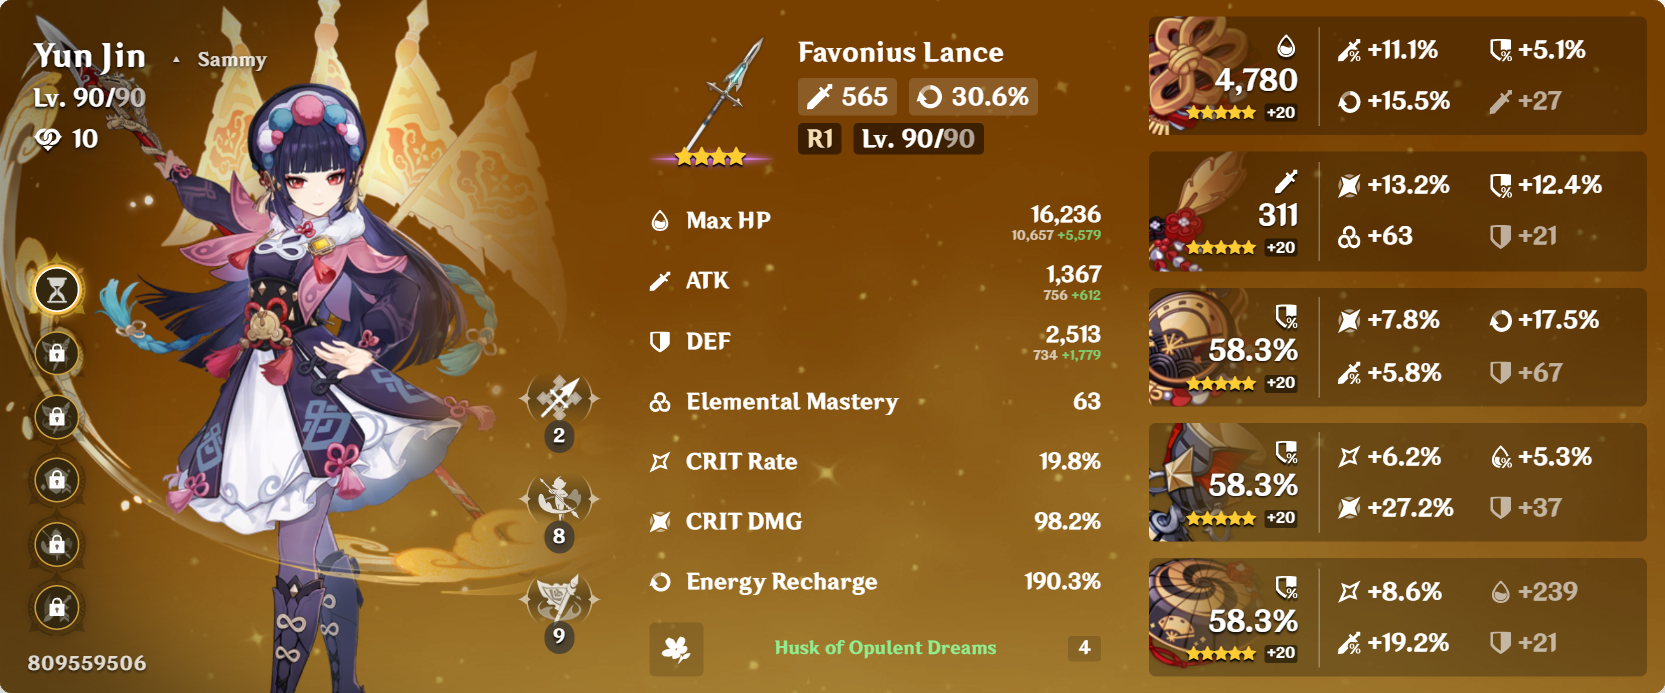 Yun Jin Sammy
Lv. 90/90
10
2
8
9
809559506
Favonius Lance
565 30.6%
R1 Lv. 90/90
Max HP 16,236
10,657 +5,579
ATK 1,367
756 +612
DEF 2,513
734 +1,779
Elemental Mastery 63
CRIT Rate 19.8%
CRIT DMG 98.2%
Energy Recharge 190.3%
Husk of Opulent Dreams 4
4,780
+20
+11.1% +5.1%
+15.5% +27
311
+20
+13.2% +12.4%
+63 +21
58.3%
+20
+7.8% +17.5%
+5.8% +67
58.3%
+20
+6.2% +5.3%
+27.2% +37
58.3%
+20
+8.6% +239
+19.2% +21